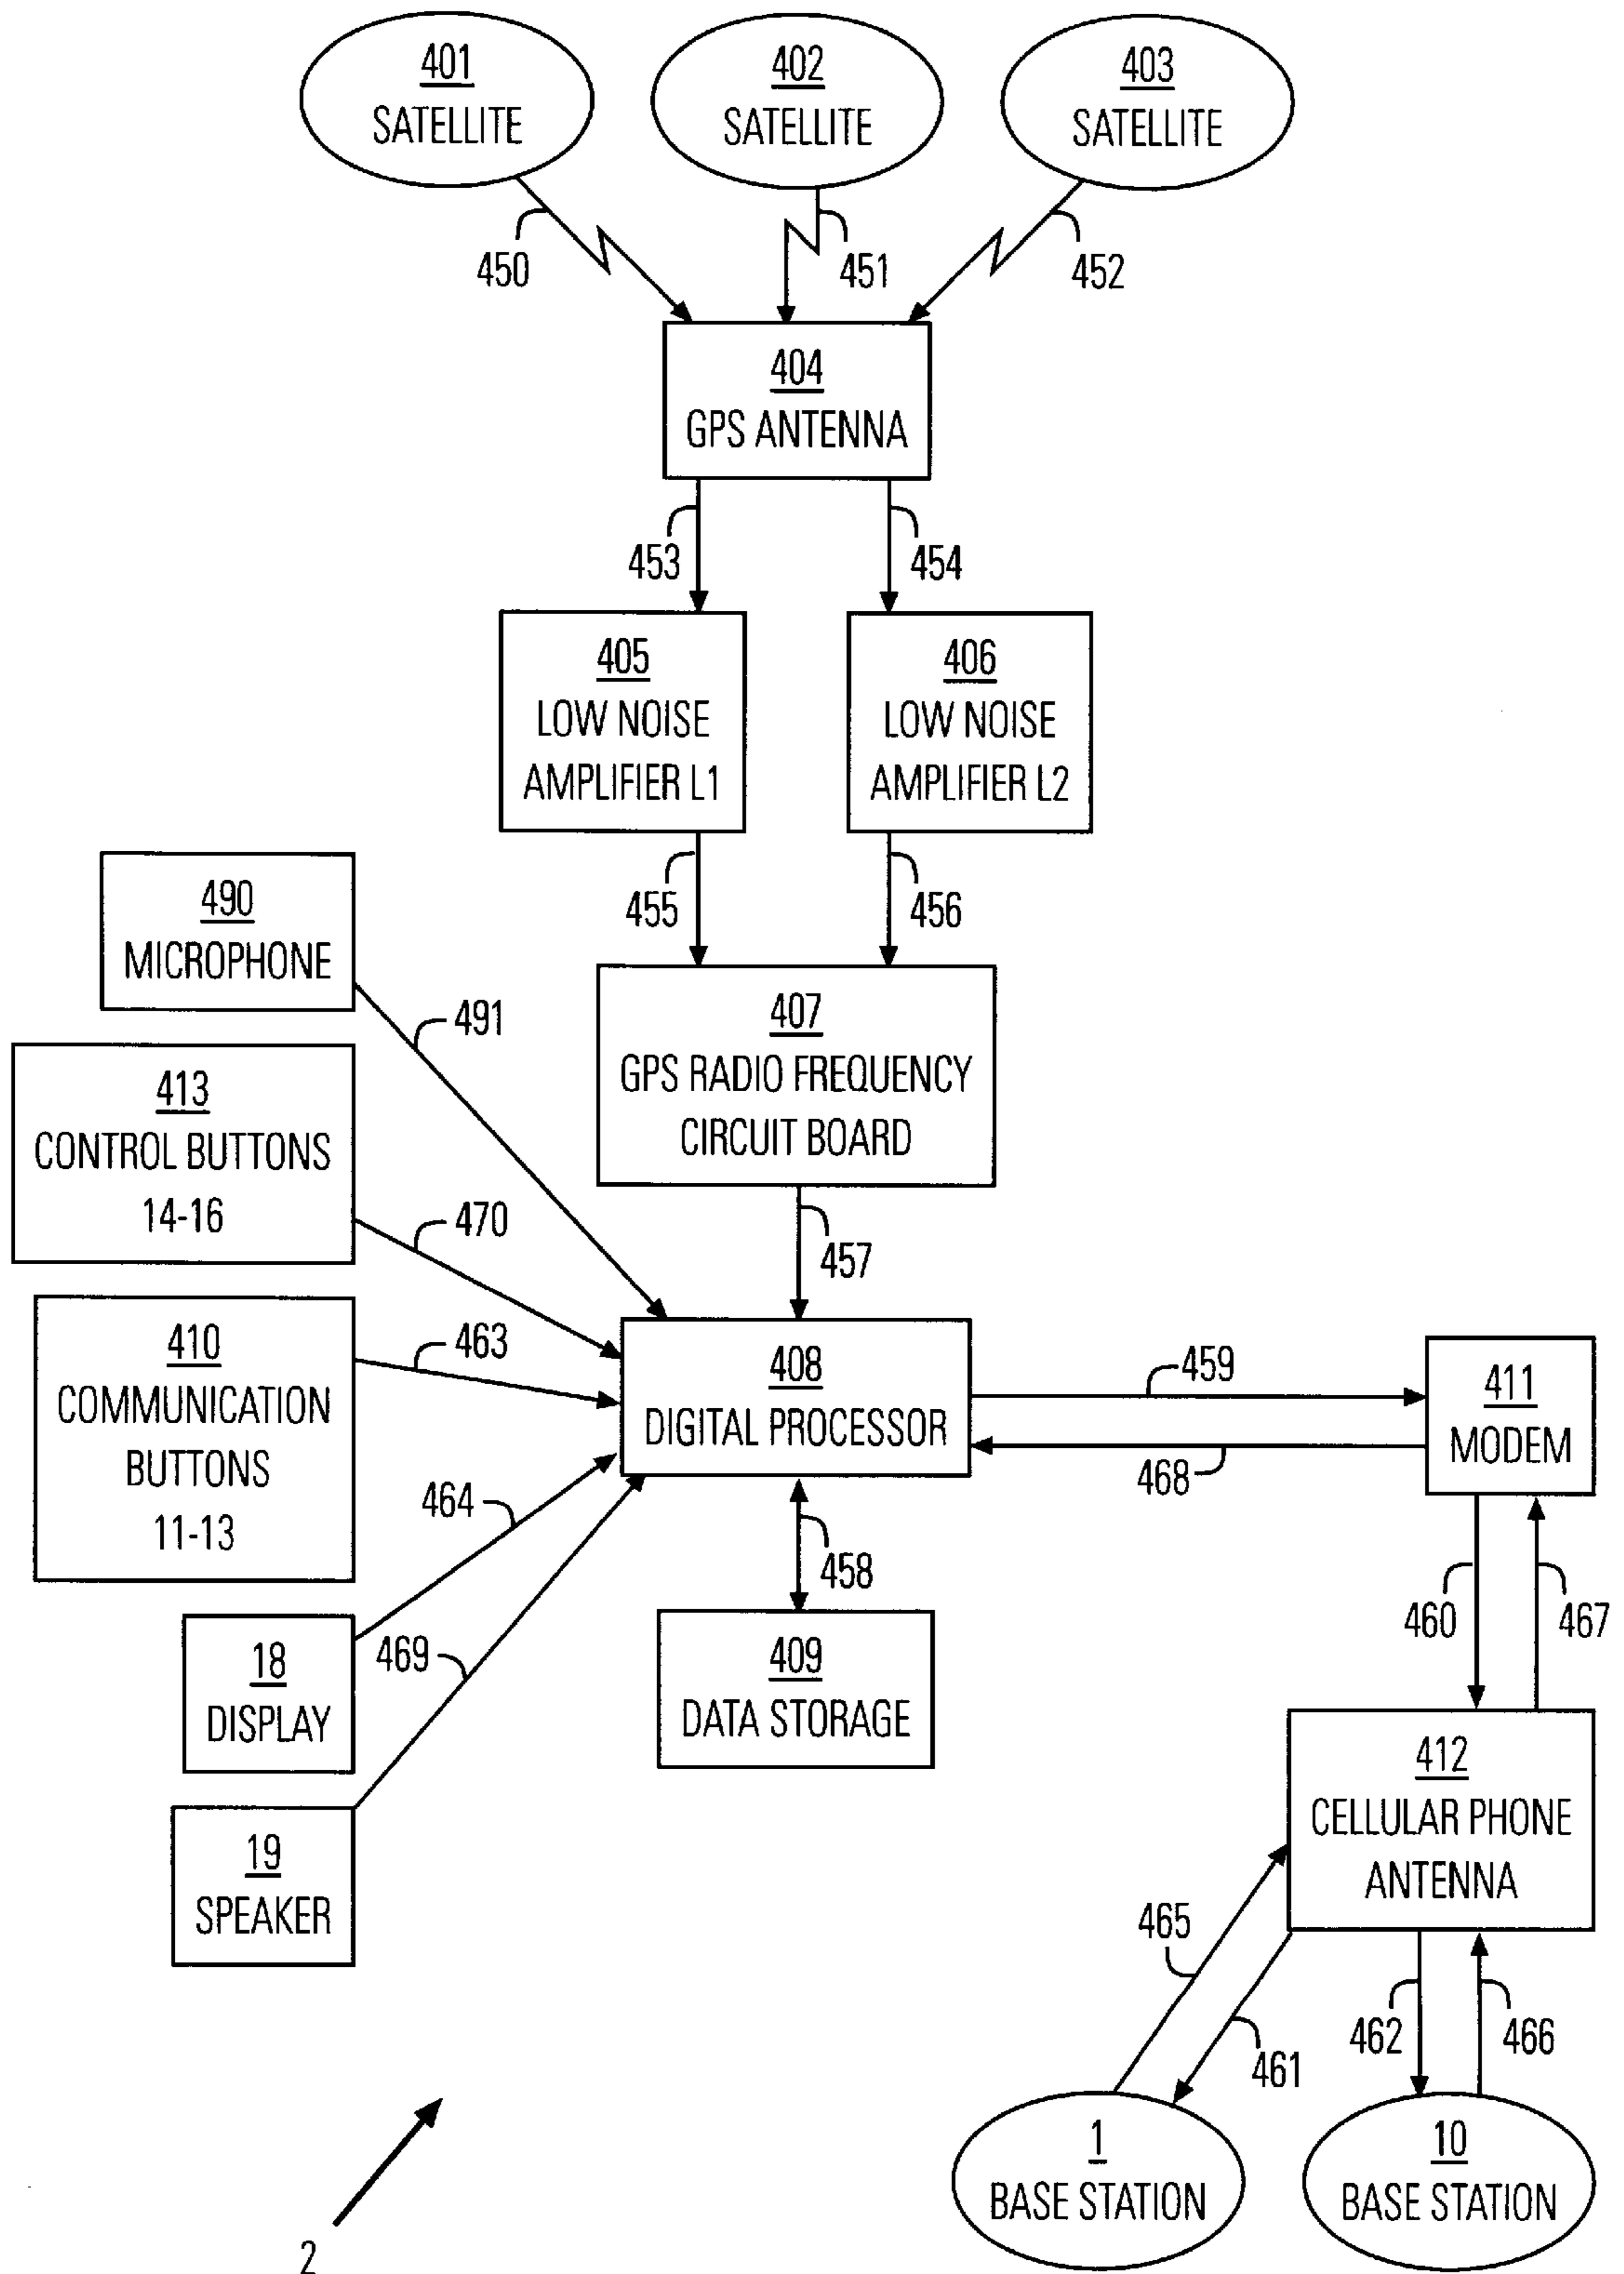 401
SATELLITE
402
SATELLITE
403
SATELLITE
450
451
452
404
GPS ANTENNA
453
454
405
LOW NOISE
AMPLIFIER L1
406
LOW NOISE
AMPLIFIER L2
455
456
490
MICROPHONE
491
407
GPS RADIO FREQUENCY
CIRCUIT BOARD
413
CONTROL BUTTONS
14-16
470
457
410
COMMUNICATION
BUTTONS
11-13
463
408
DIGITAL PROCESSOR
459
468
411
MODEM
464
458
460
467
18
DISPLAY
469
409
DATA STORAGE
19
SPEAKER
412
CELLULAR PHONE
ANTENNA
465
461
462
466
1
BASE STATION
10
BASE STATION
2